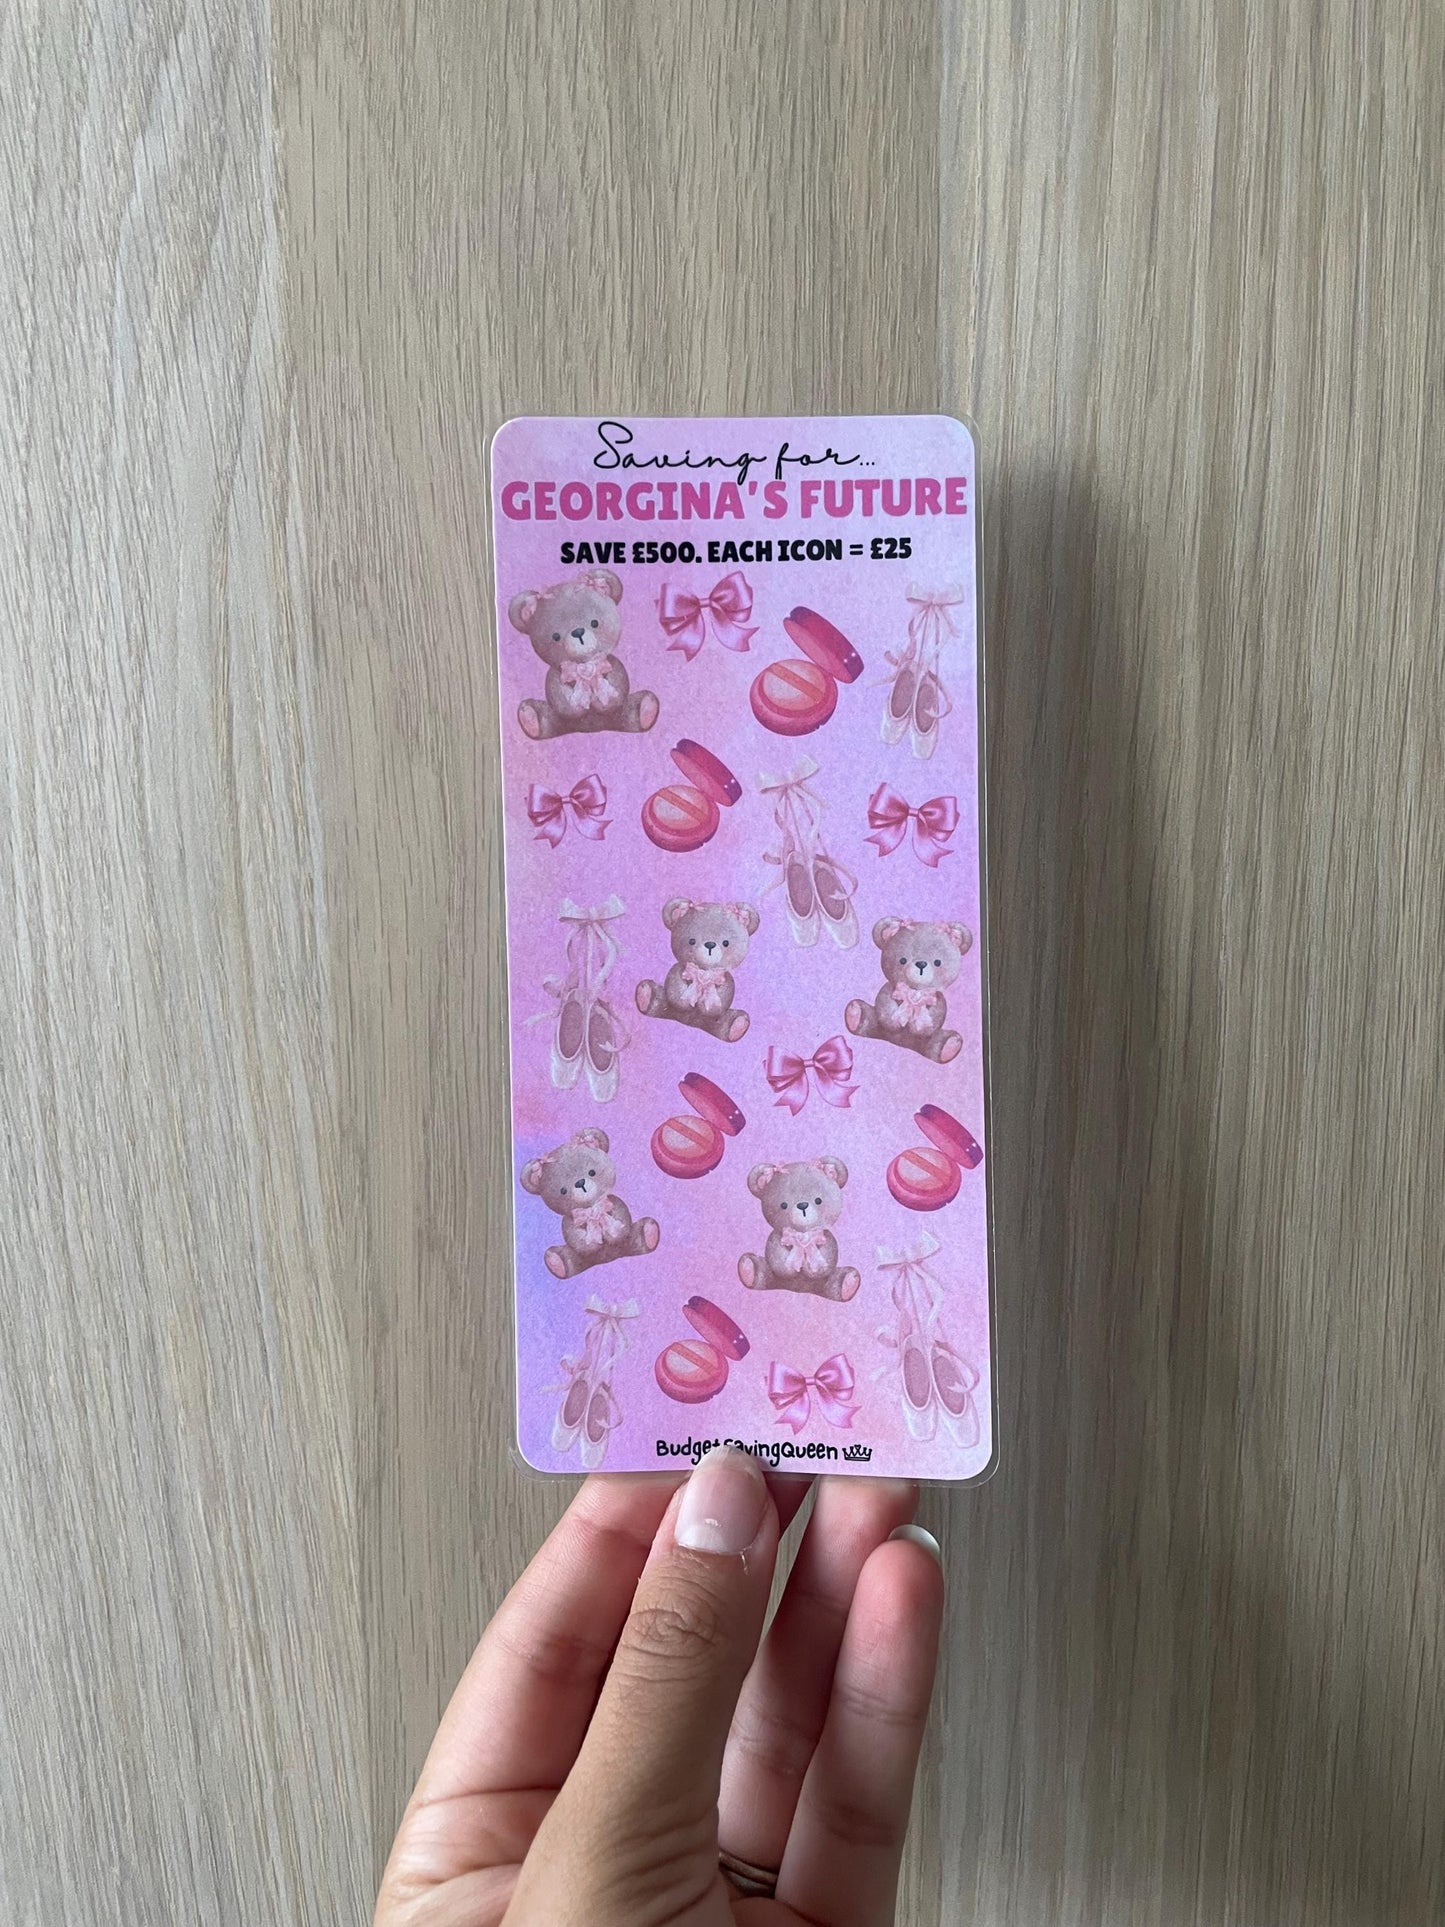 Saving for...
GEORGINA'S FUTURE
SAVE £500. EACH ICON = £25
BudgetSavingQueen